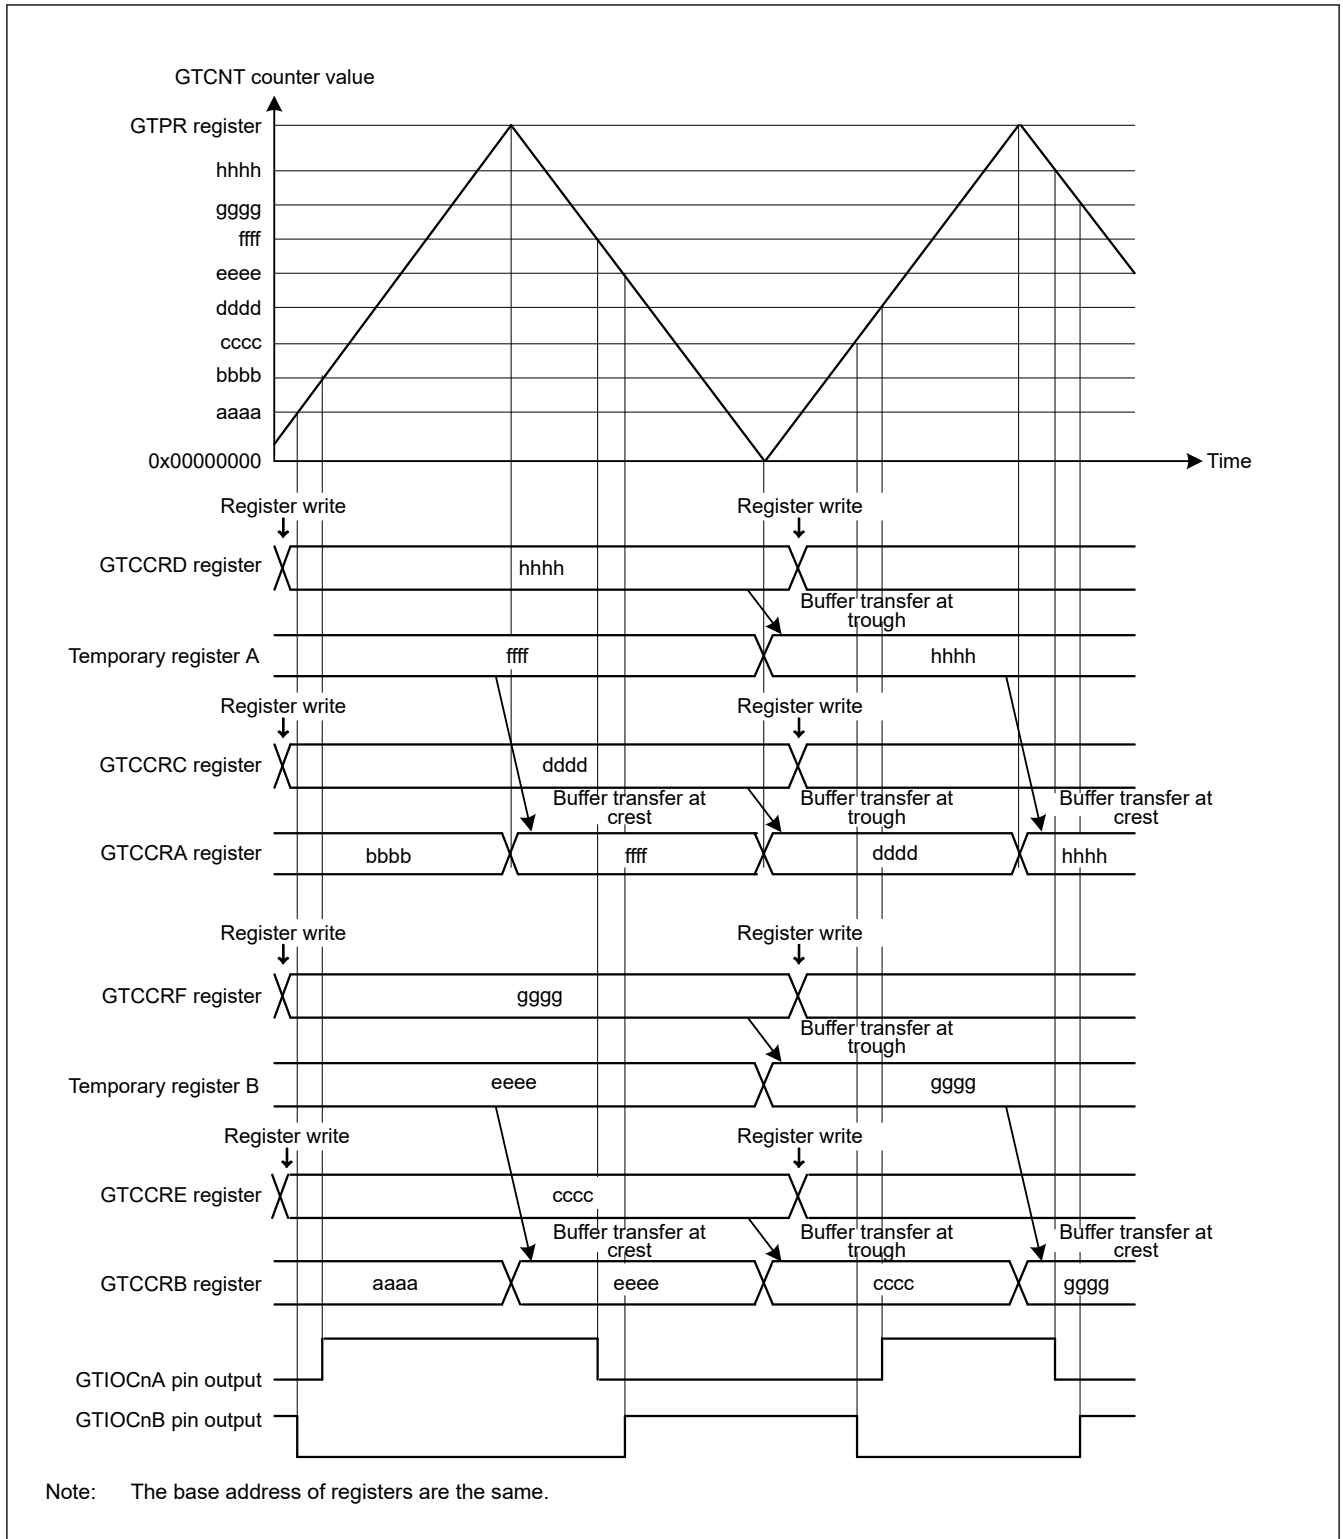 GTCNT counter value
GTPR register
hhhh
gggg
ffff
eeee
dddd
cccc
bbbb
aaaa
0x00000000
Time
Register write
Register write
GTCCRD register
hhhh
Buffer transfer at
trough
Temporary register A
ffff
hhhh
Register write
Register write
GTCCRC register
dddd
Buffer transfer at
crest
Buffer transfer at
trough
Buffer transfer at
crest
GTCCRA register
bbbb
ffff
dddd
hhhh
Register write
Register write
GTCCRF register
gggg
Buffer transfer at
trough
Temporary register B
eeee
gggg
Register write
Register write
GTCCRE register
cccc
Buffer transfer at
crest
Buffer transfer at
trough
Buffer transfer at
crest
GTCCRB register
aaaa
eeee
cccc
gggg
GTIOCnA pin output
GTIOCnB pin output
Note: The base address of registers are the same.